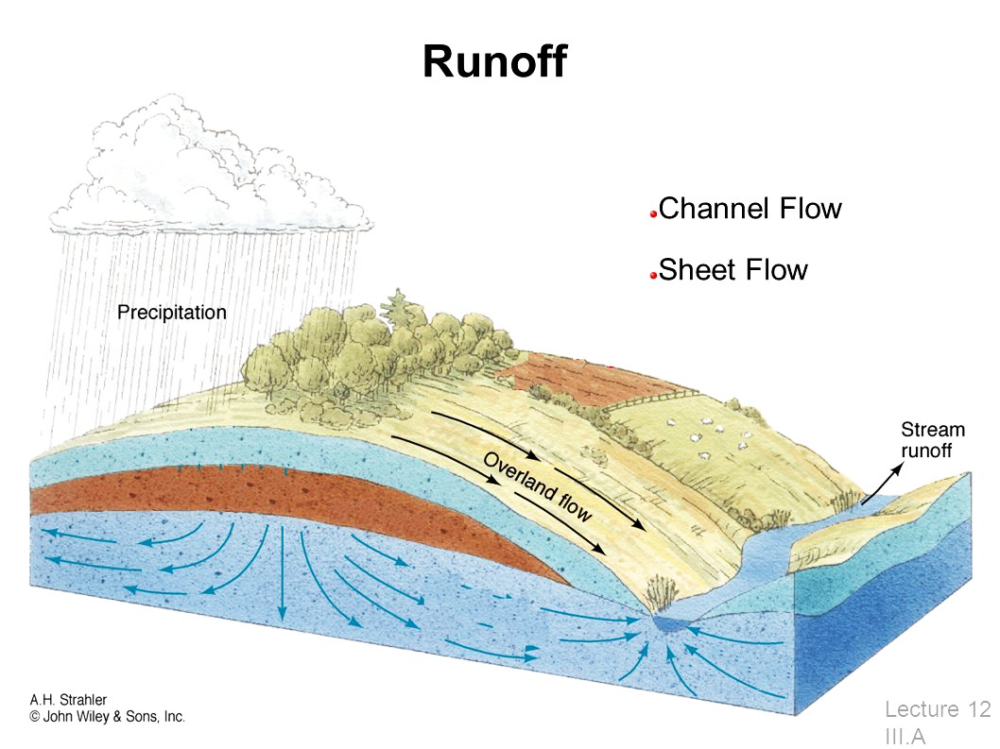 Runoff
Channel Flow
Sheet Flow
Precipitation
Stream
runoff
Overland flow
A.H. Strahler
© John Wiley & Sons, Inc.
Lecture 12
III.A